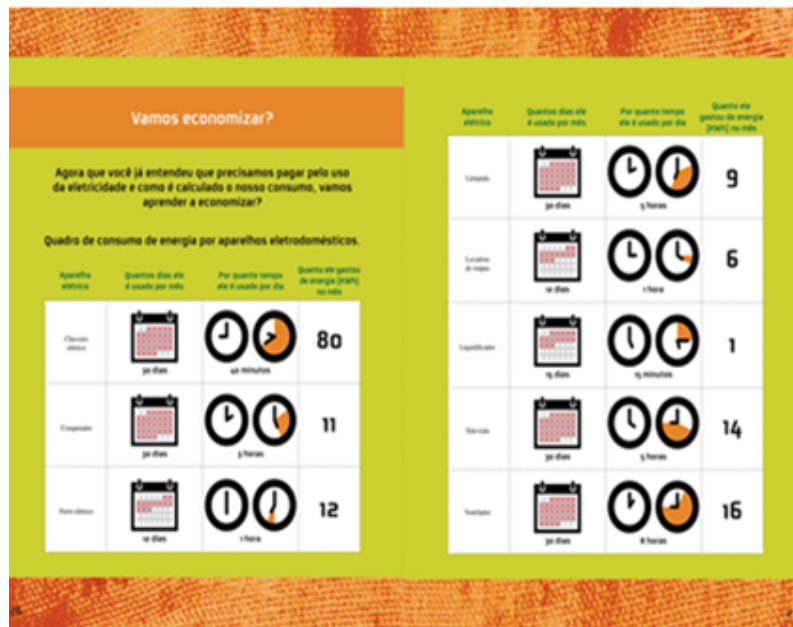 Vamos economizar?
Agora que você já entendeu que precisamos pagar pelo uso
da eletricidade e como é calculado o nosso consumo, vamos
aprender a economizar?
Quadro de consumo de energia por aparelhos eletrodomésticos.
Aparelho
elétrico
Quantos dias ele
é usado por mês
Por quanto tempo
ele é usado por dia
Quanto ele gastou
de energia [KWh]
no mês
Chuveiro
elétrico
30 dias
40 minutos
80
Computador
30 dias
3 horas
11
Ferro elétrico
12 dias
1 hora
12
Aparelho
elétrico
Quantos dias ele
é usado por mês
Por quanto tempo
ele é usado por dia
Quanto ele
gastou de energia
[KWh] no mês
Lâmpada
30 dias
5 horas
9
Lavadora
de roupas
12 dias
1 hora
6
Liquidificador
15 dias
15 minutos
1
Televisão
30 dias
5 horas
14
Ventilador
30 dias
8 horas
16